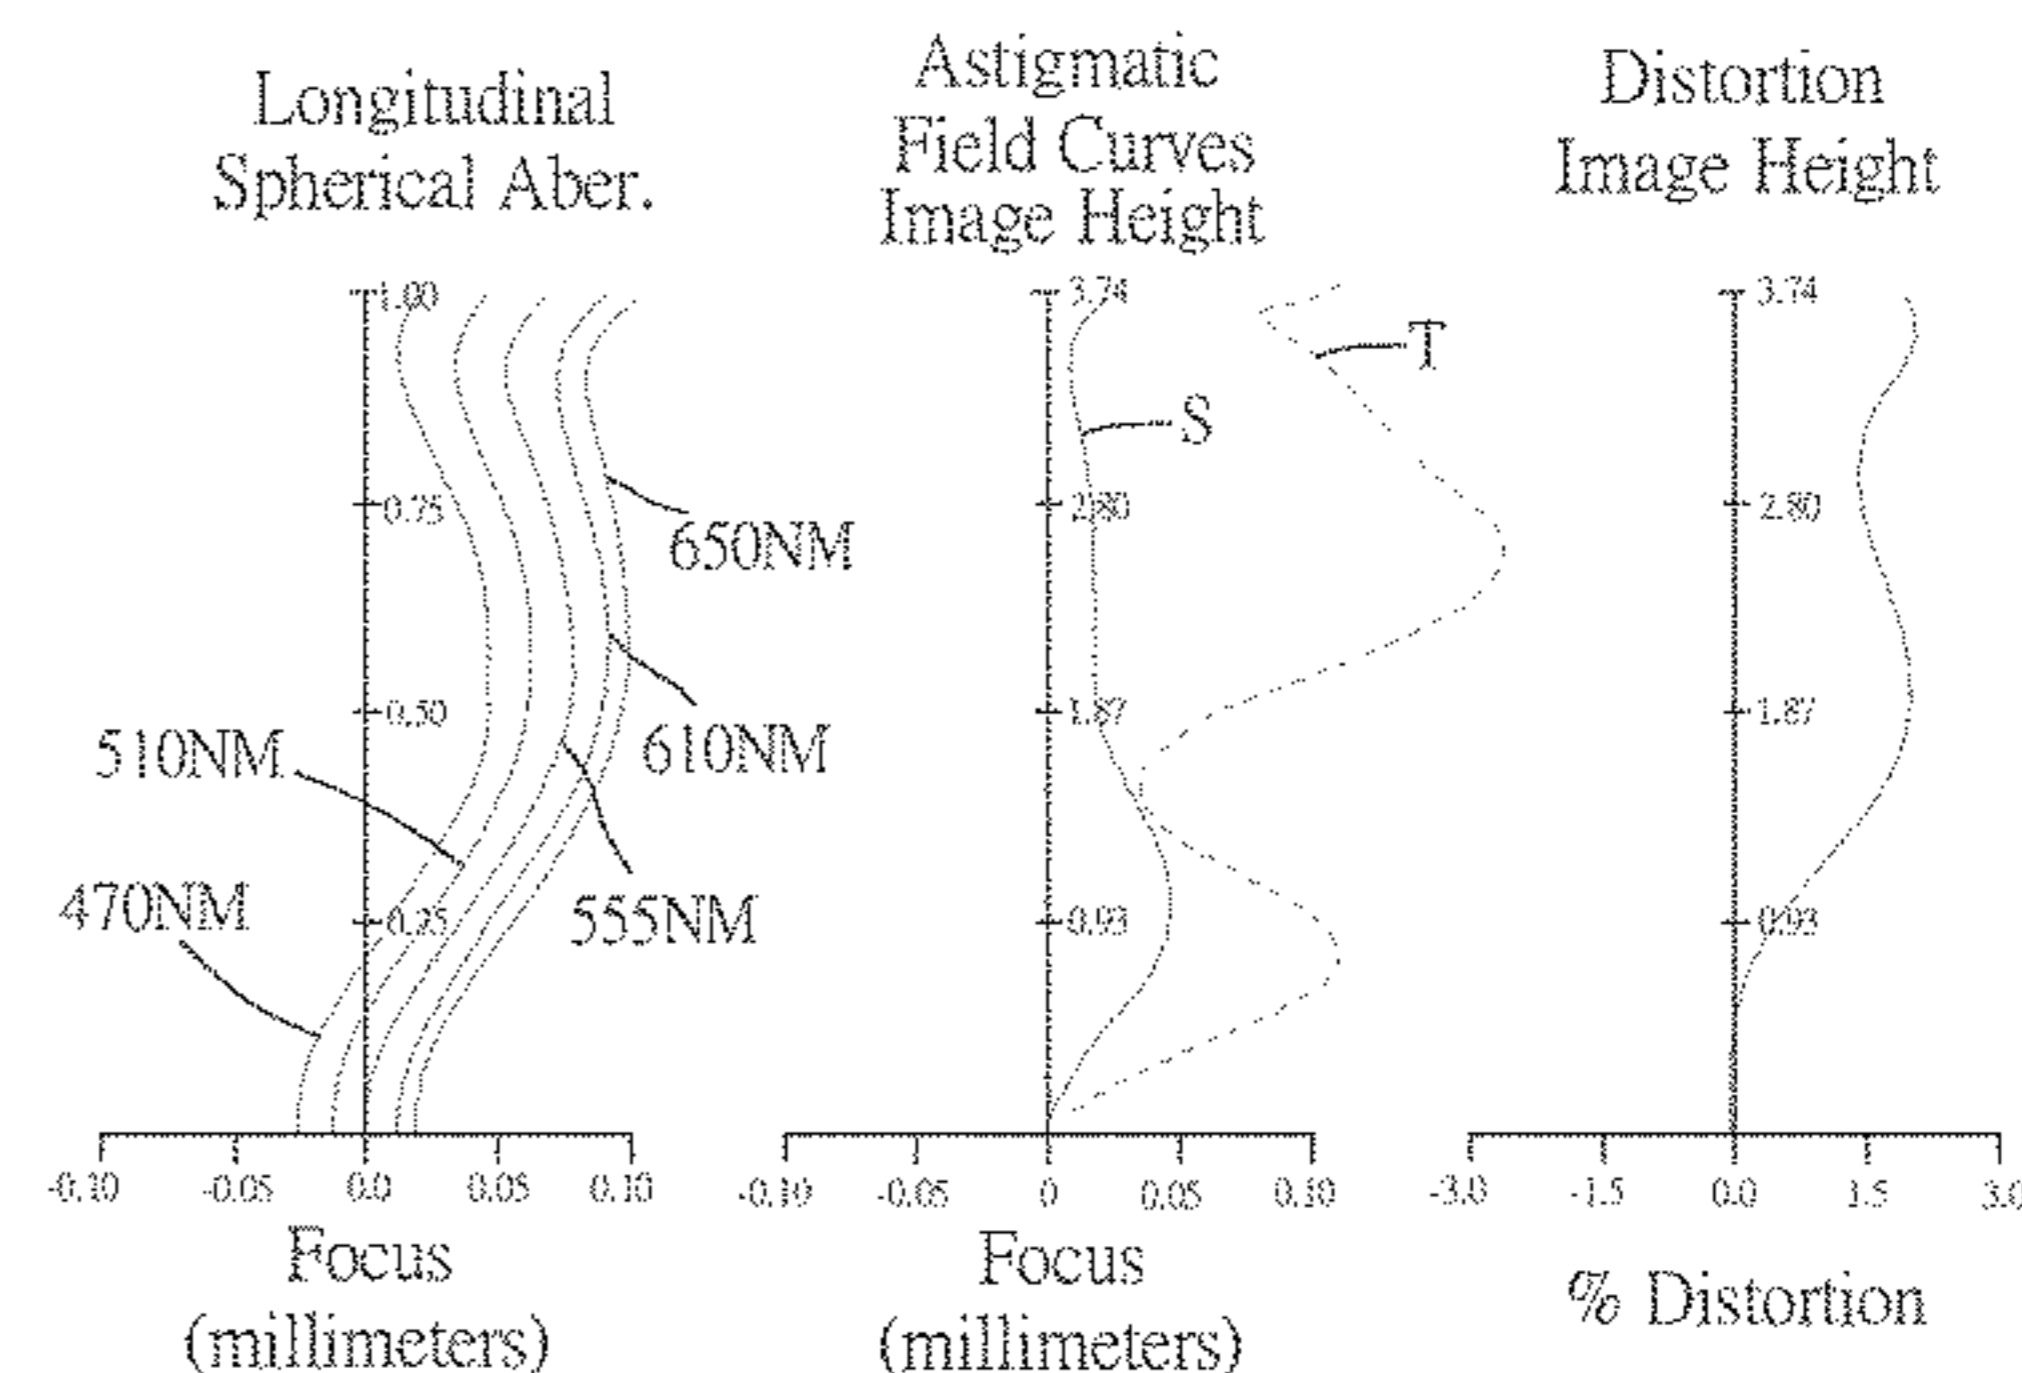 Longitudinal
Spherical Aber.
1.00
0.75
0.50
0.25
650NM
610NM
555NM
510NM
470NM
-0.10 -0.05 0.0 0.05 0.10
Focus
(millimeters)
Astigmatic
Field Curves
Image Height
3.74
T
S
2.80
1.87
0.93
-0.10 -0.05 0 0.05 0.10
Focus
(millimeters)
Distortion
Image Height
3.74
2.80
1.87
0.93
-3.0 -1.5 0.0 1.5 3.0
% Distortion